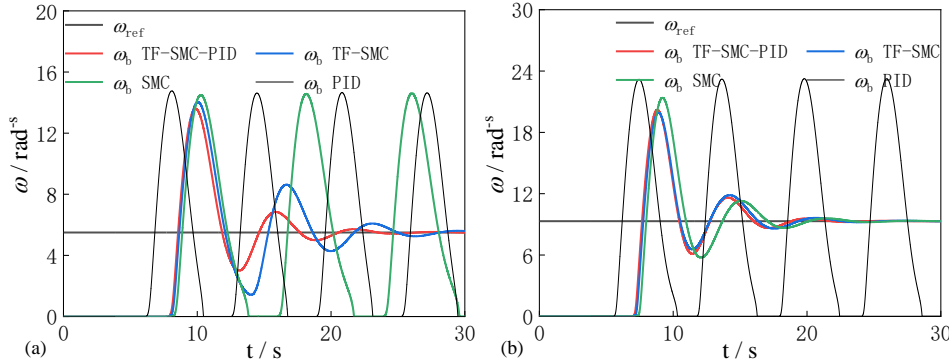 20
16
12
8
4
0
0
10
20
30
ω / rad⁻ˢ
t / s
(a)
ω_ref
ω_b TF-SMC-PID
ω_b TF-SMC
ω_b SMC
ω_b PID
30
24
18
12
6
0
0
10
20
30
ω / rad⁻ˢ
t / s
(b)
ω_ref
ω_b TF-SMC-PID
ω_b TF-SMC
ω_b SMC
ω_b PID